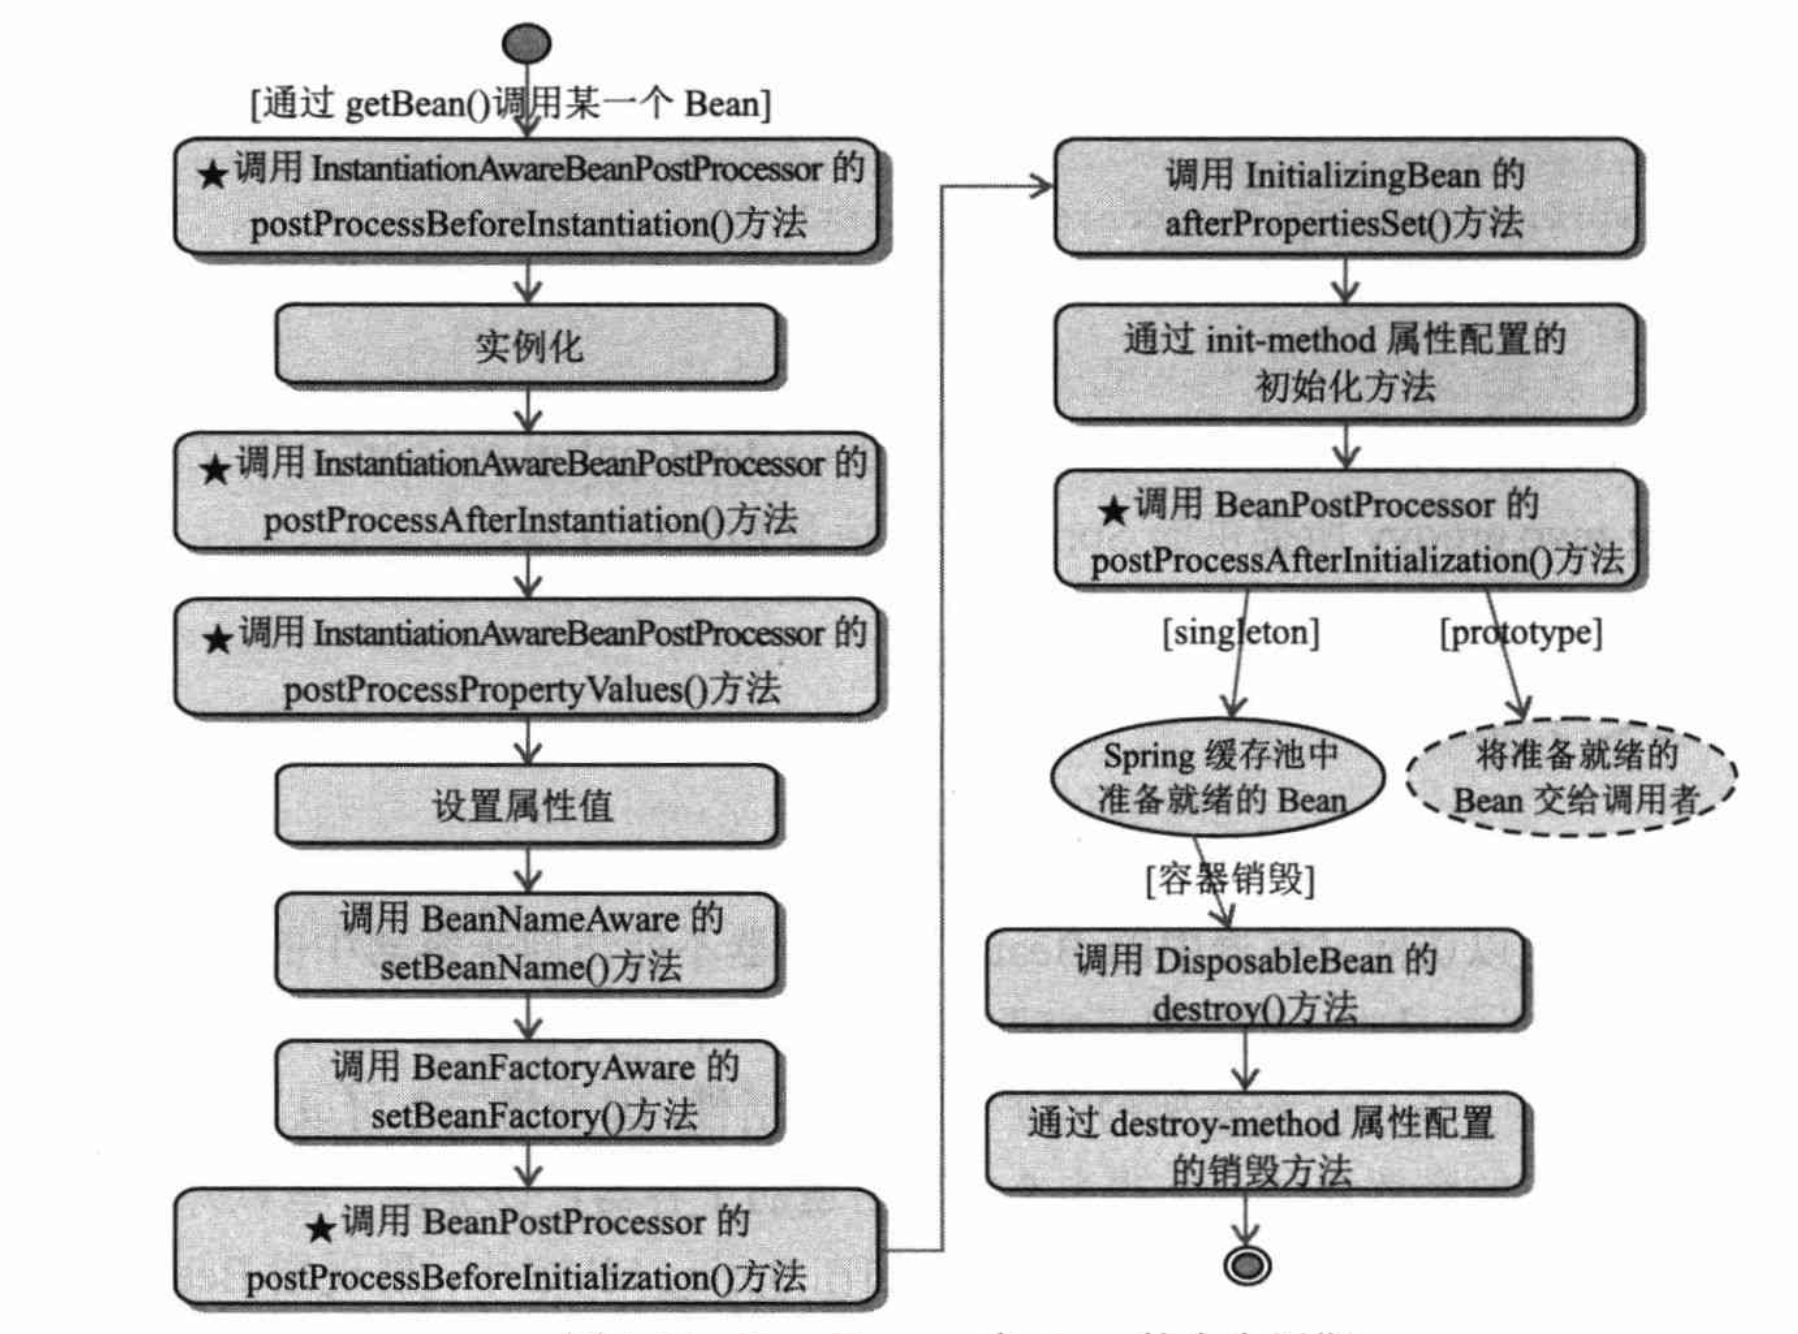 [通过 getBean()调用某一个 Bean]
★调用 InstantiationAwareBeanPostProcessor 的
postProcessBeforeInstantiation()方法
实例化
★调用 InstantiationAwareBeanPostProcessor 的
postProcessAfterInstantiation()方法
★调用 InstantiationAwareBeanPostProcessor 的
postProcessPropertyValues()方法
设置属性值
调用 BeanNameAware 的
setBeanName()方法
调用 BeanFactoryAware 的
setBeanFactory()方法
★调用 BeanPostProcessor 的
postProcessBeforeInitialization()方法
调用 InitializingBean 的
afterPropertiesSet()方法
通过 init-method 属性配置的
初始化方法
★调用 BeanPostProcessor 的
postProcessAfterInitialization()方法
[singleton]
[prototype]
Spring 缓存池中
准备就绪的 Bean
将准备就绪的
Bean 交给调用者
[容器销毁]
调用 DisposableBean 的
destroy()方法
通过 destroy-method 属性配置
的销毁方法